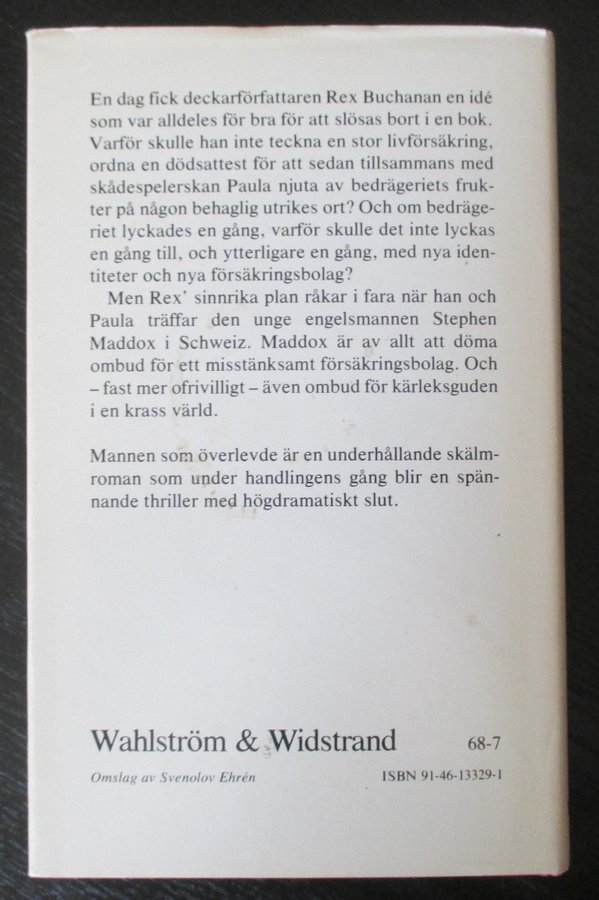 En dag fick deckarförfattaren Rex Buchanan en idé
som var alldeles för bra för att slösas bort i en bok.
Varför skulle han inte teckna en stor livförsäkring,
ordna en dödsattest för att sedan tillsammans med
skådespelerskan Paula njuta av bedrägeriets fruk-
ter på någon behaglig utrikes ort? Och om bedräge-
riet lyckades en gång, varför skulle det inte lyckas
en gång till, och ytterligare en gång, med nya iden-
titeter och nya försäkringsbolag?
Men Rex’ sinnrika plan råkar i fara när han och
Paula träffar den unge engelsmannen Stephen
Maddox i Schweiz. Maddox är av allt att döma
ombud för ett misstänksamt försäkringsbolag. Och
– fast mer ofrivilligt – även ombud för kärleksguden
i en krass värld.
Mannen som överlevde är en underhållande skälm-
roman som under handlingens gång blir en spän-
nande thriller med högdramatiskt slut.
Wahlström & Widstrand 68-7
Omslag av Svenolov Ehrén ISBN 91-46-13329-1